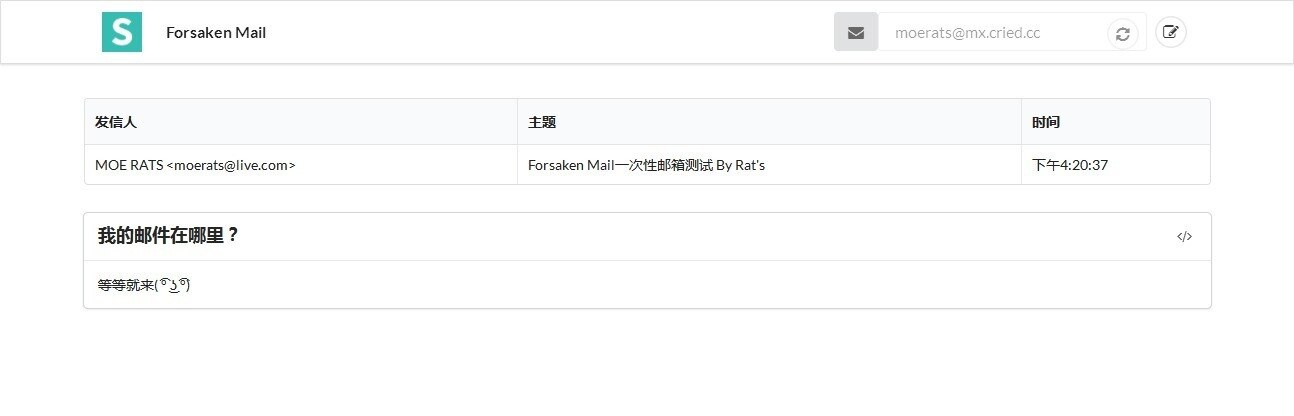 S Forsaken Mail moerats@mx.cried.cc
发信人 主题 时间
MOE RATS <moerats@live.com> Forsaken Mail一次性邮箱测试 By Rat's 下午4:20:37
我的邮件在哪里？ </>
等等就来( ͡° ͜ʖ ͡°)